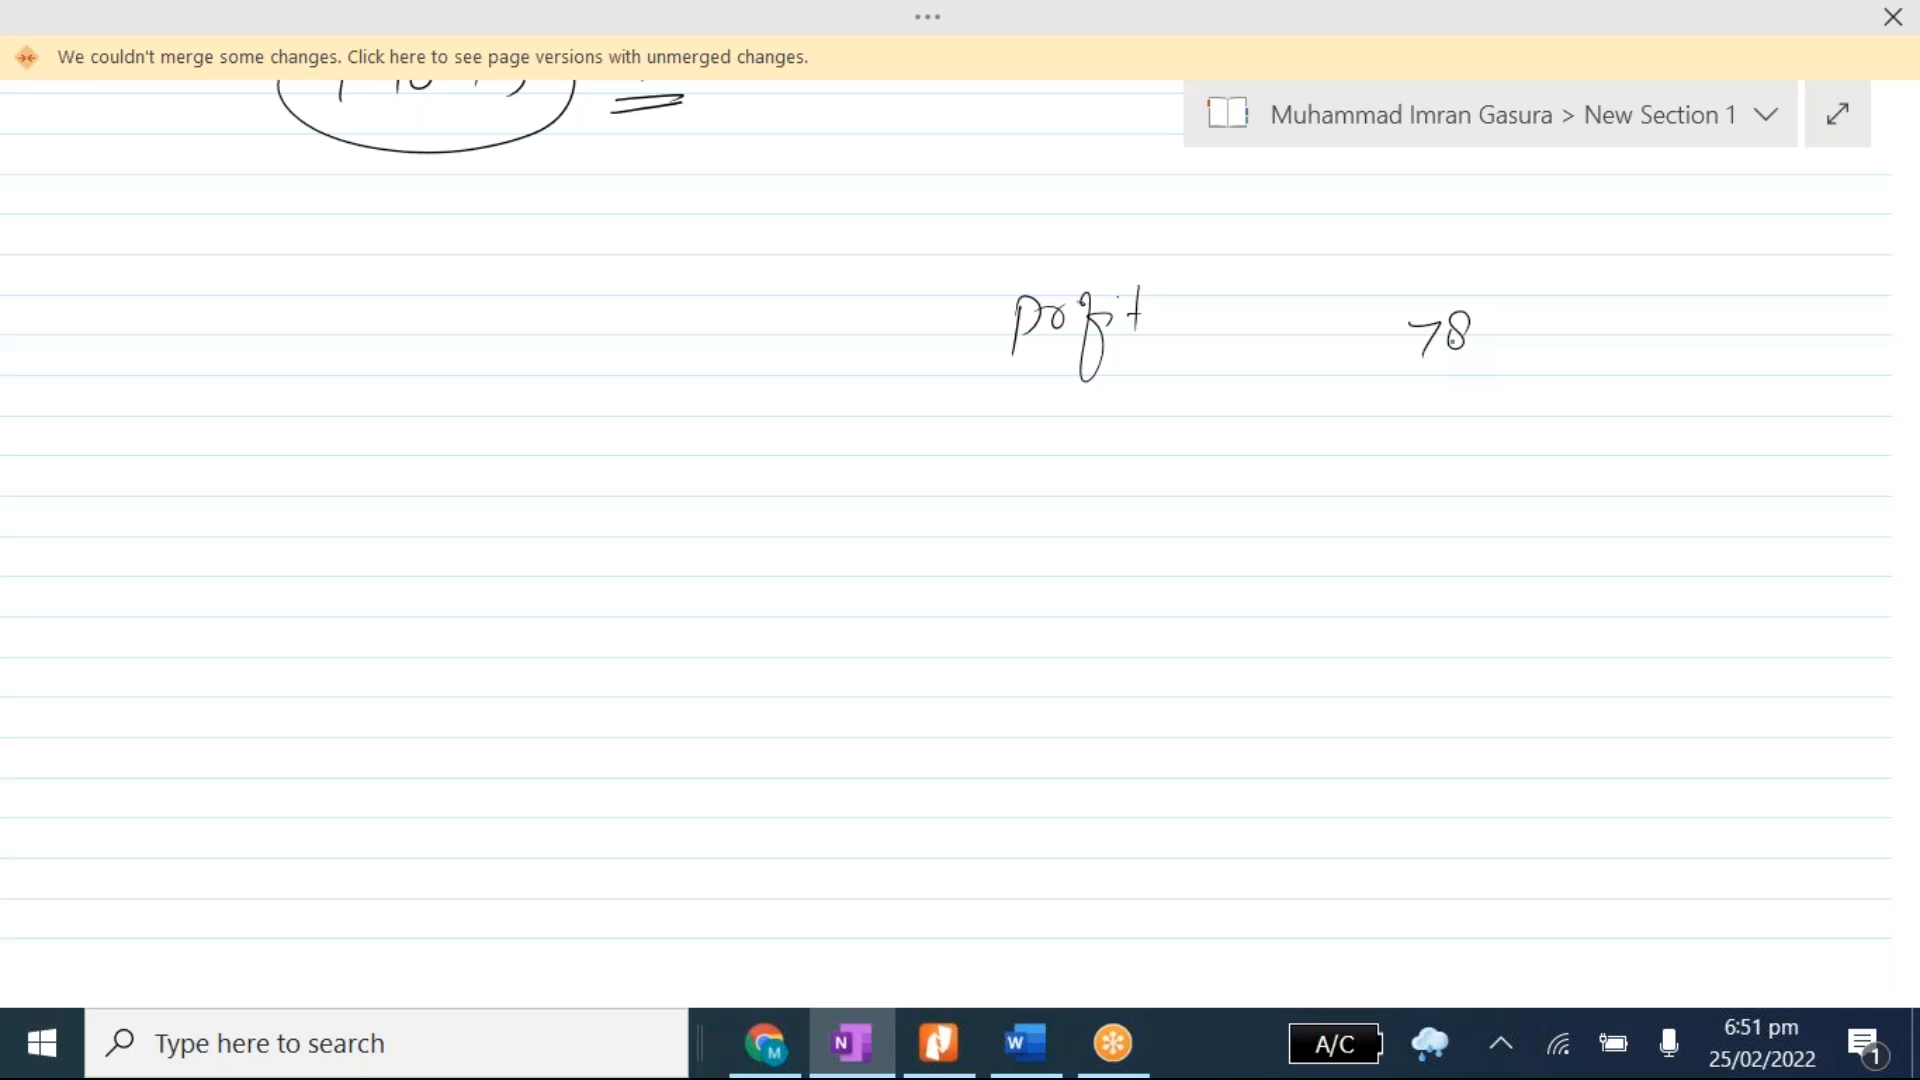 We couldn't merge some changes. Click here to see page versions with unmerged changes.
Muhammad Imran Gasura > New Section 1
Profit 78
Type here to search
M
N
W
A/C
6:51 pm
25/02/2022
1